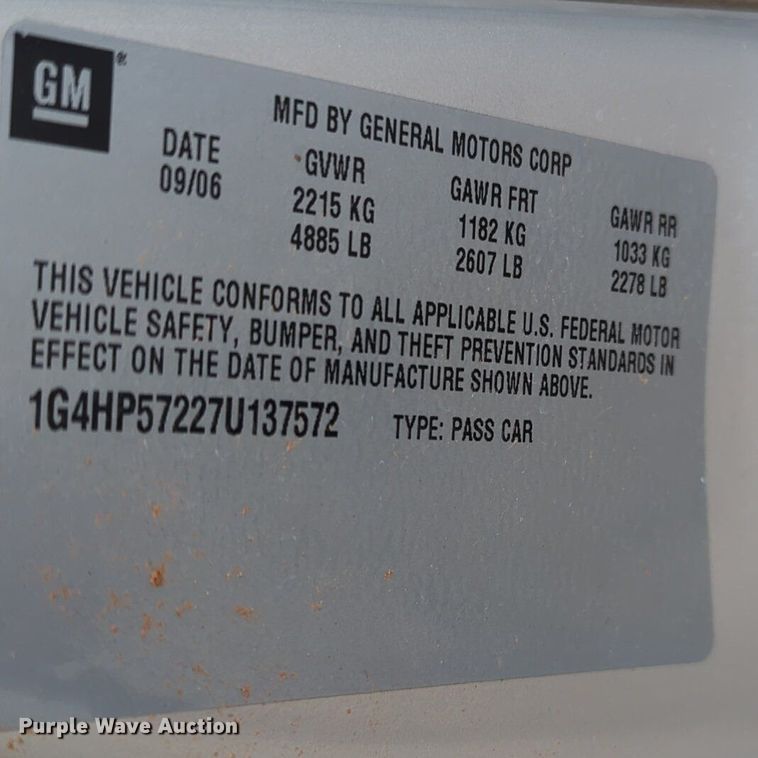 GM®
MFD BY GENERAL MOTORS CORP
DATE GVWR GAWR FRT GAWR RR
09/06 2215 KG 1182 KG 1033 KG
4885 LB 2607 LB 2278 LB
THIS VEHICLE CONFORMS TO ALL APPLICABLE U.S. FEDERAL MOTOR
VEHICLE SAFETY, BUMPER, AND THEFT PREVENTION STANDARDS IN
EFFECT ON THE DATE OF MANUFACTURE SHOWN ABOVE.
1G4HP57227U137572 TYPE: PASS CAR
Purple Wave Auction